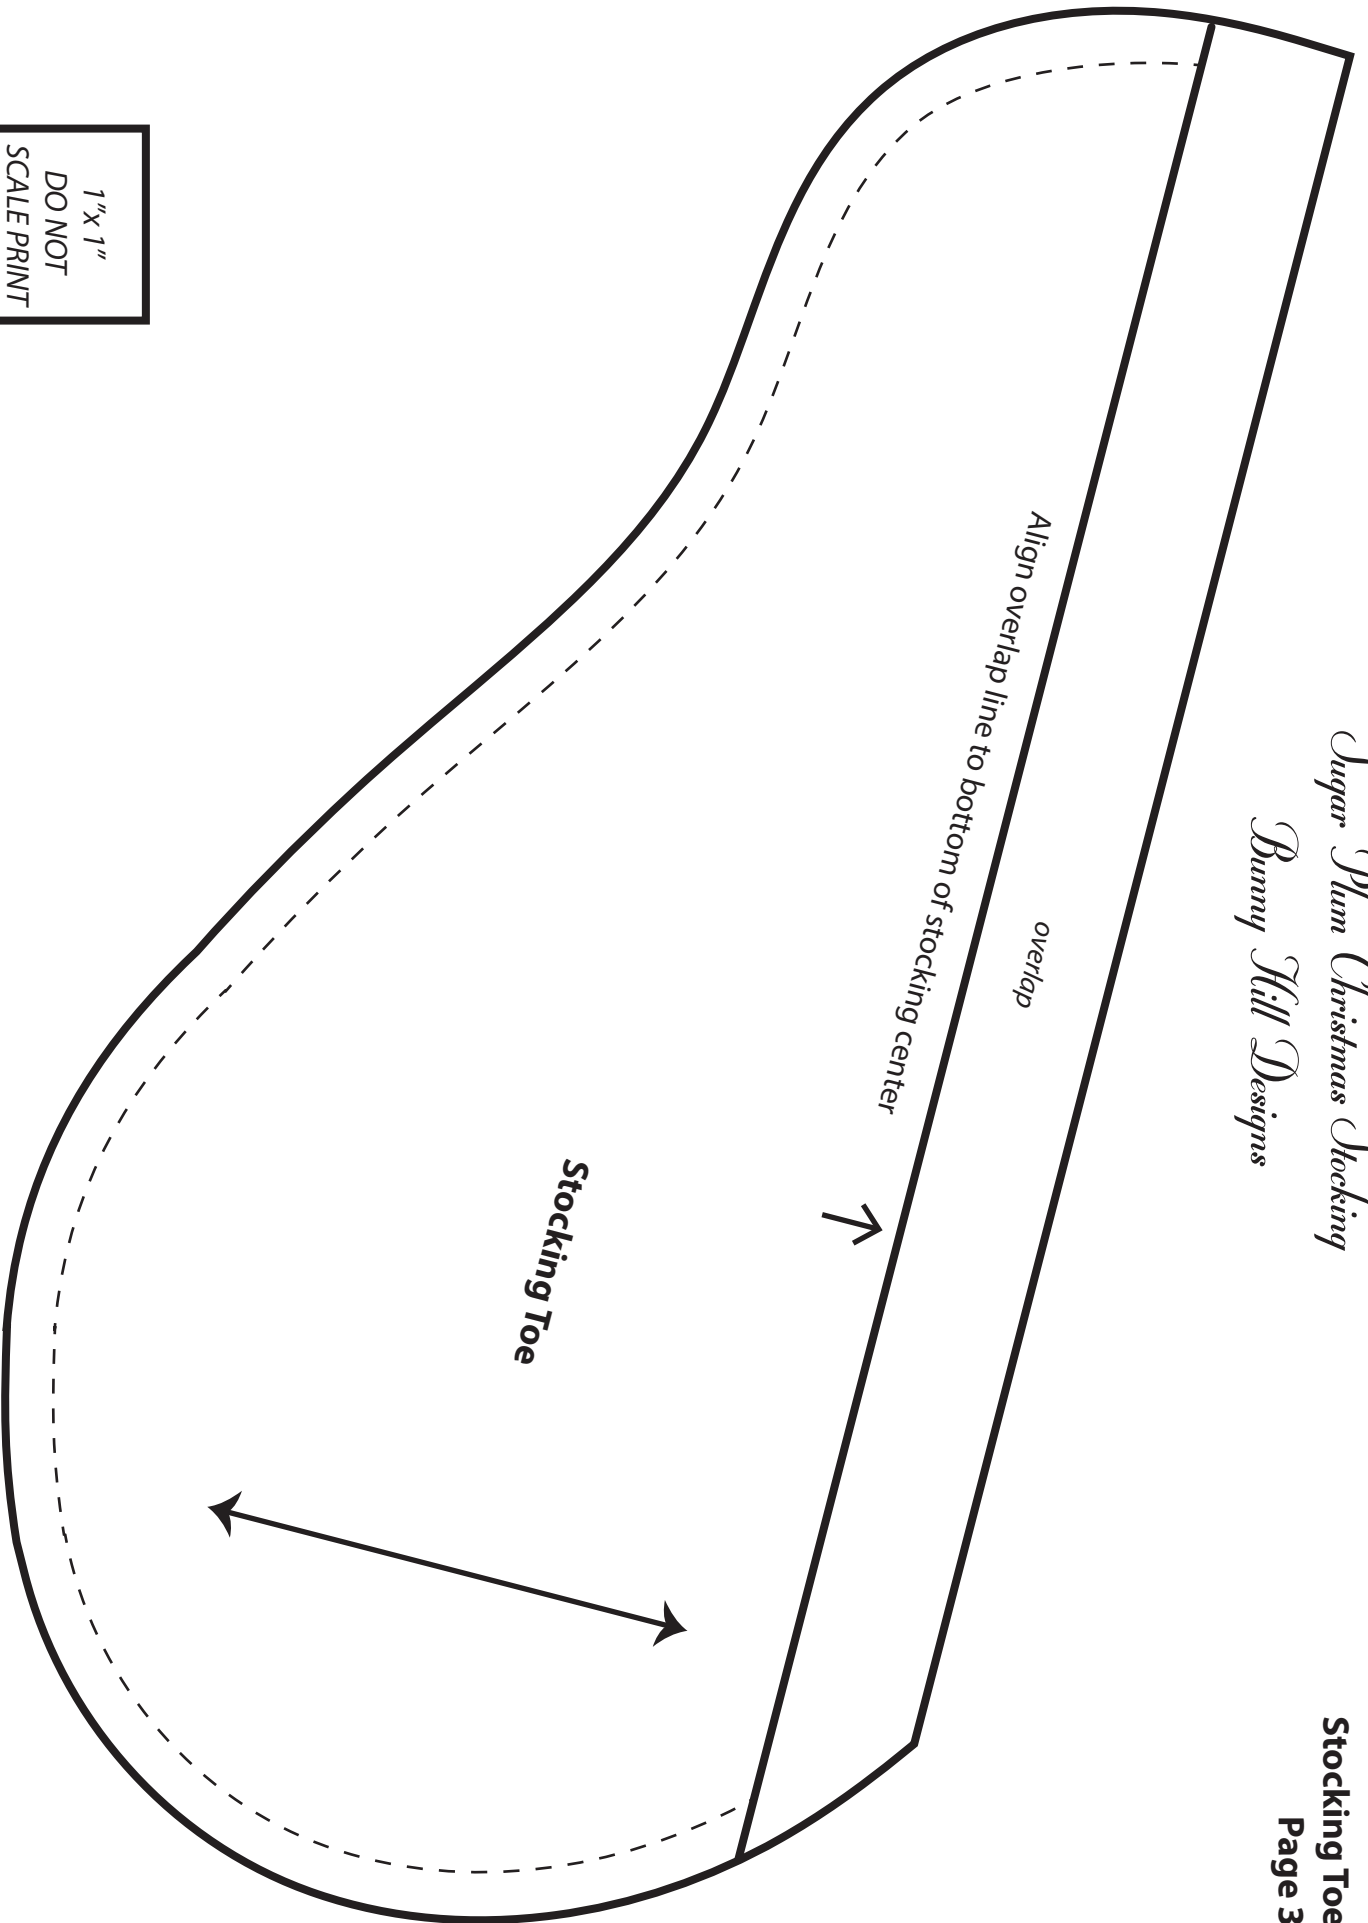 Sugar Plum Christmas Stocking
Bunny Hill Designs
Stocking Toe
Page 3
overlap
Align overlap line to bottom of stocking center
Stocking Toe
1”x 1”
DO NOT
SCALE PRINT